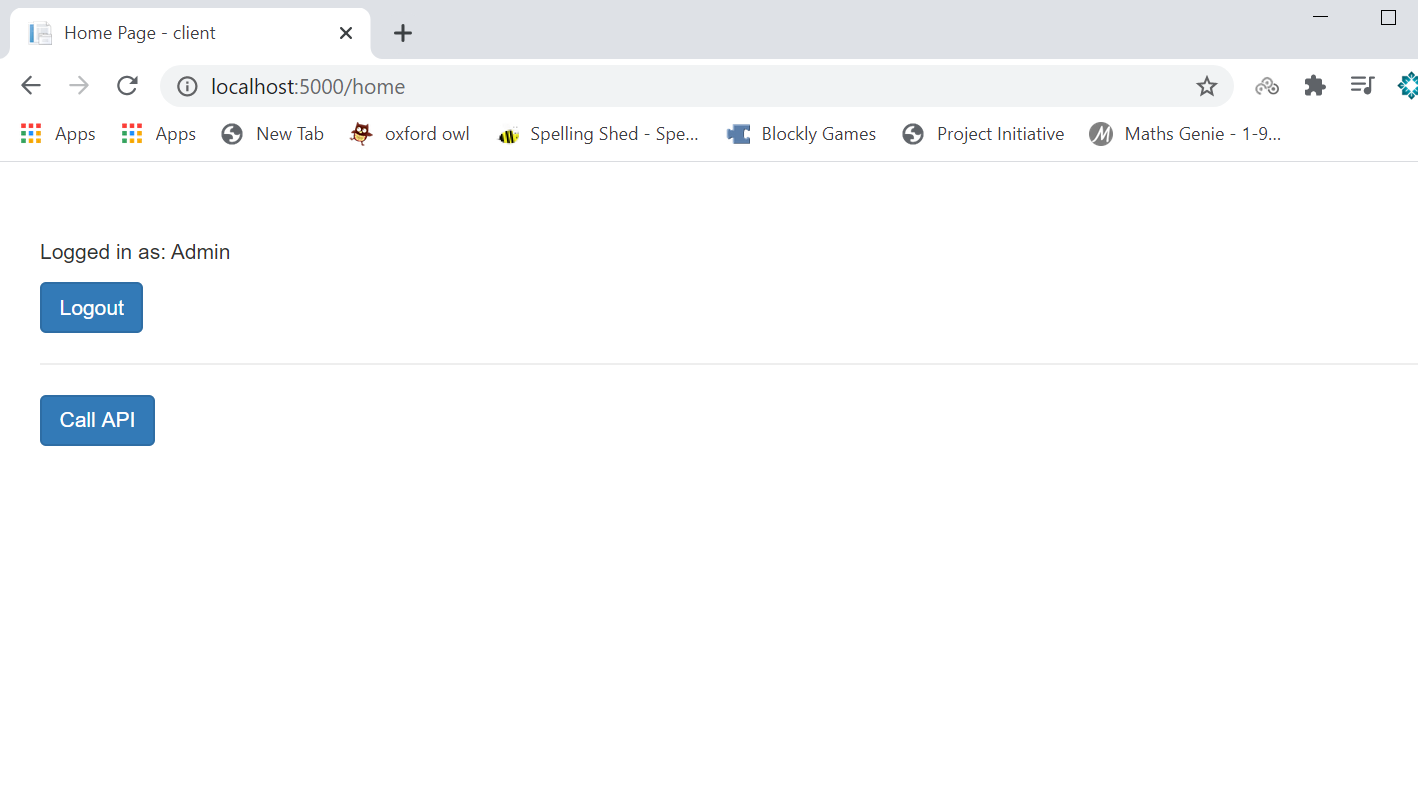 Home Page - client
localhost:5000/home
Apps Apps New Tab oxford owl Spelling Shed - Spe... Blockly Games Project Initiative Maths Genie - 1-9...
Logged in as: Admin
Logout
Call API